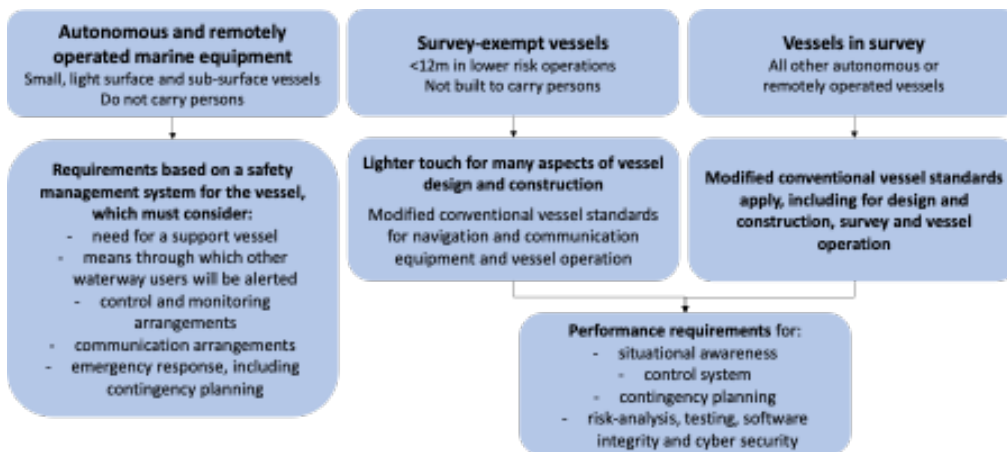 Autonomous and remotely
operated marine equipment
Small, light surface and sub-surface vessels
Do not carry persons
Requirements based on a safety
management system for the vessel,
which must consider:
- need for a support vessel
- means through which other
waterway users will be alerted
- control and monitoring
arrangements
- communication arrangements
- emergency response, including
contingency planning
Survey-exempt vessels
<12m in lower risk operations
Not built to carry persons
Lighter touch for many aspects of vessel
design and construction
Modified conventional vessel standards
for navigation and communication
equipment and vessel operation
Vessels in survey
All other autonomous or
remotely operated vessels
Modified conventional vessel standards
apply, including for design and
construction, survey and vessel
operation
Performance requirements for:
- situational awareness
- control system
- contingency planning
- risk-analysis, testing, software
integrity and cyber security